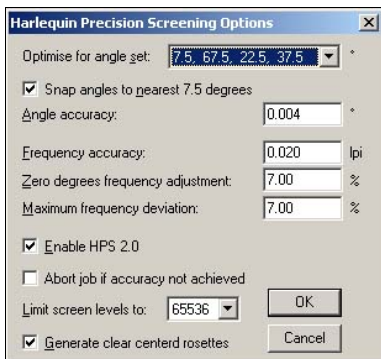 Harlequin Precision Screening Options
Optimise for angle set: 7.5, 67.5, 22.5, 37.5 °
Snap angles to nearest 7.5 degrees
Angle accuracy: 0.004 °
Frequency accuracy: 0.020 lpi
Zero degrees frequency adjustment: 7.00 %
Maximum frequency deviation: 7.00 %
Enable HPS 2.0
Abort job if accuracy not achieved
Limit screen levels to: 65536 OK
Generate clear centerd rosettes Cancel